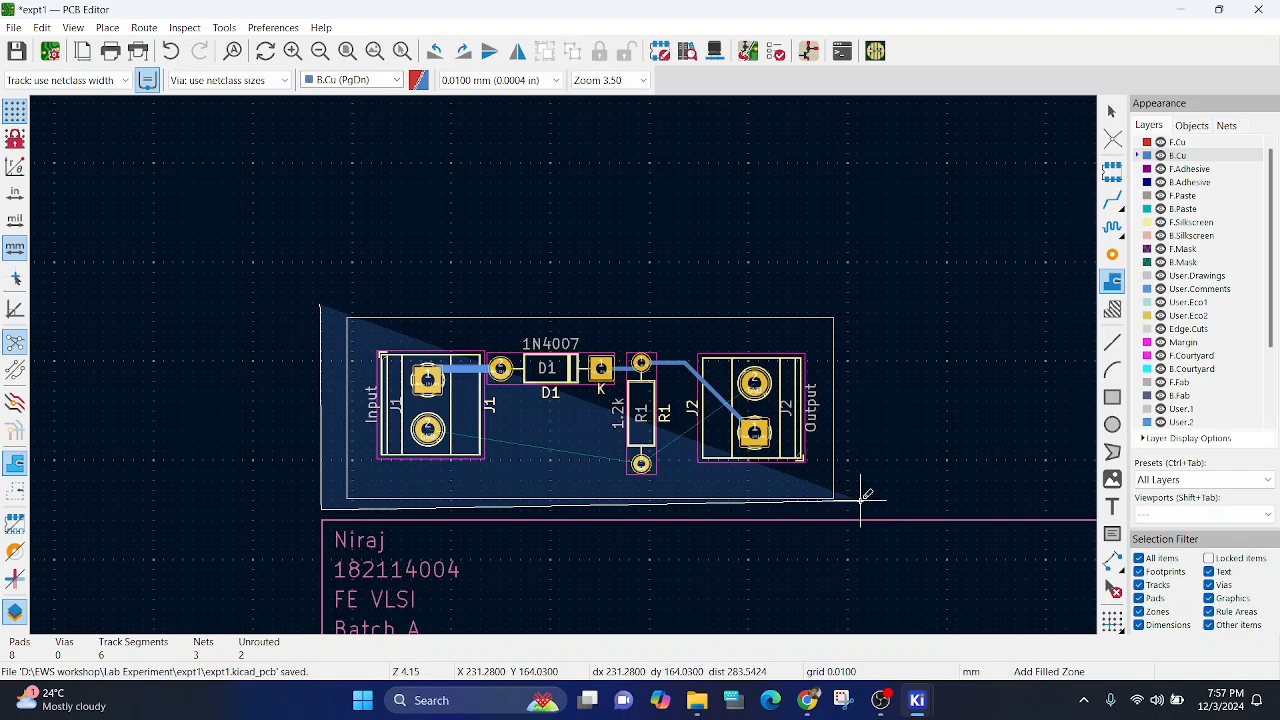 *expt1 — PCB Editor
File Edit View Place Route Inspect Tools Preferences Help
Track: use netclass width Via: use netclass sizes B.Cu (PgDn) 0.0100 mm (0.0004 in) Zoom 3.50
in
mil
mm
1N4007
D1
D1
K
Input
J1
J1
1.2k
R1
R1
J2
J2
Output
Niraj
182114004
FE VLSI
Batch A
Appearance
Layers Objects Nets
F.Cu
B.Cu
F.Adhesive
B.Adhesive
F.Paste
B.Paste
F.Silkscreen
B.Silkscreen
F.Mask
B.Mask
User.Drawings
User.Comments
User.Eco1
User.Eco2
Edge.Cuts
Margin
F.Courtyard
B.Courtyard
F.Fab
B.Fab
User.1
User.2
Layer Display Options
Presets (Ctrl+Tab):
All Layers
Viewports (Shift+Tab):
---
Selection Filter
All items Locked items
Footprints Text
Tracks Vias
Pads Graphics
Zones Rule Areas
Dimensions Other items
Pads Vias Track Segments Nets Unrouted
8 0 6 3 2
File 'D:\EWS workshop\Lab Experiment\expt1\expt1.kicad_pcb' saved. Z 4.15 X 231.2800 Y 164.0300 dx 231.2800 dy 164.0300 dist 283.5424 grid 0.0100 mm Add Filled Zone
1
24°C
Mostly cloudy
Search
Ki
7:57 PM
12/3/2024